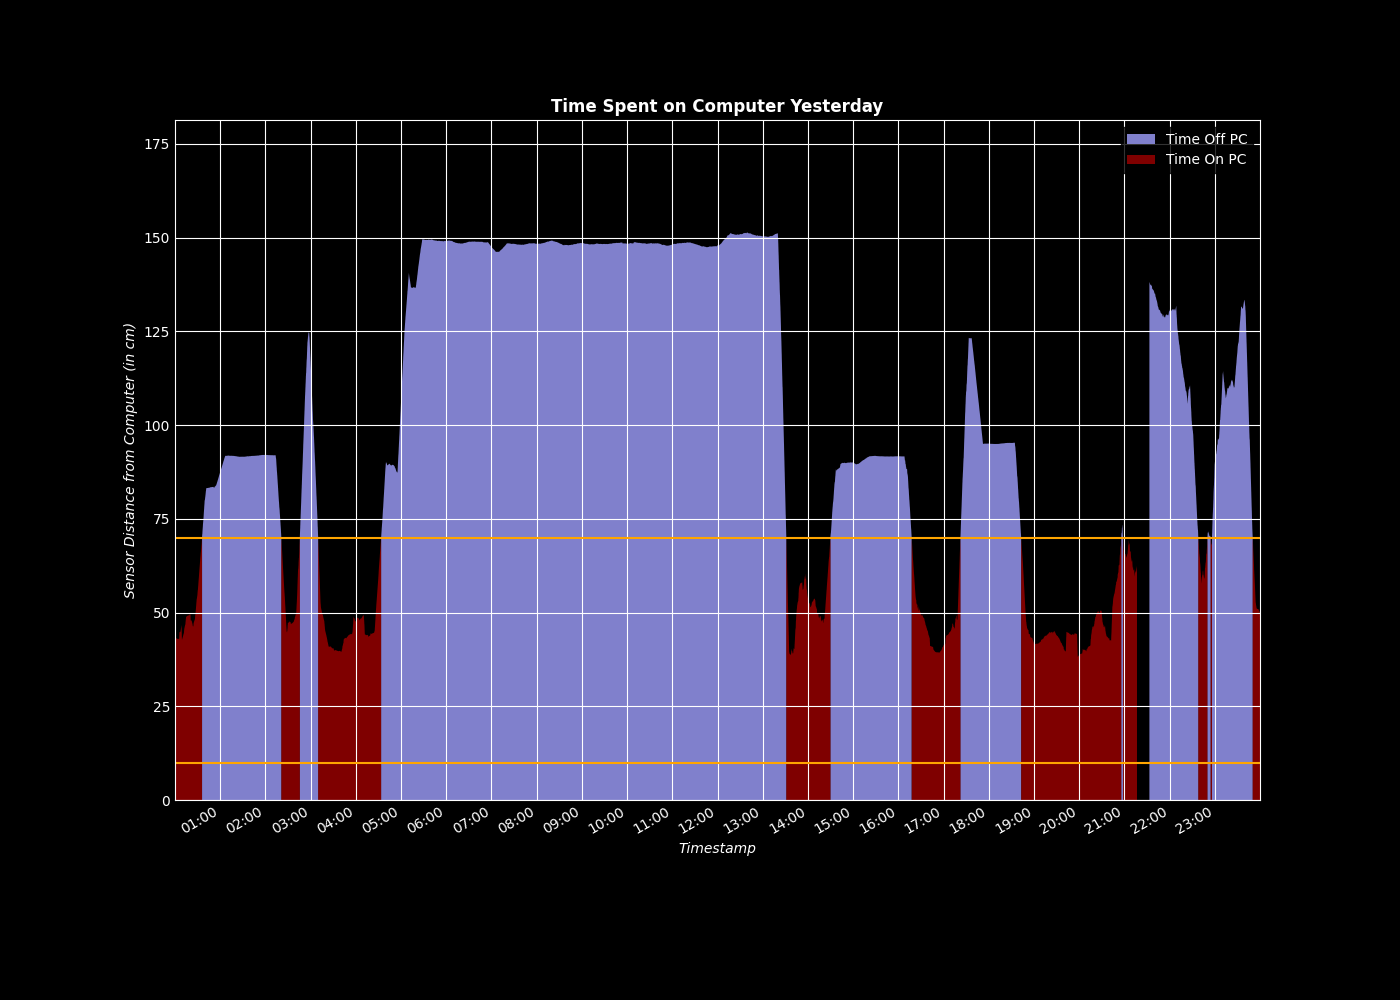 Time Spent on Computer Yesterday
Time Off PC
Time On PC
175
150
125
100
75
50
25
0
Sensor Distance from Computer (in cm)
01:00 02:00 03:00 04:00 05:00 06:00 07:00 08:00 09:00 10:00 11:00 12:00 13:00 14:00 15:00 16:00 17:00 18:00 19:00 20:00 21:00 22:00 23:00
Timestamp